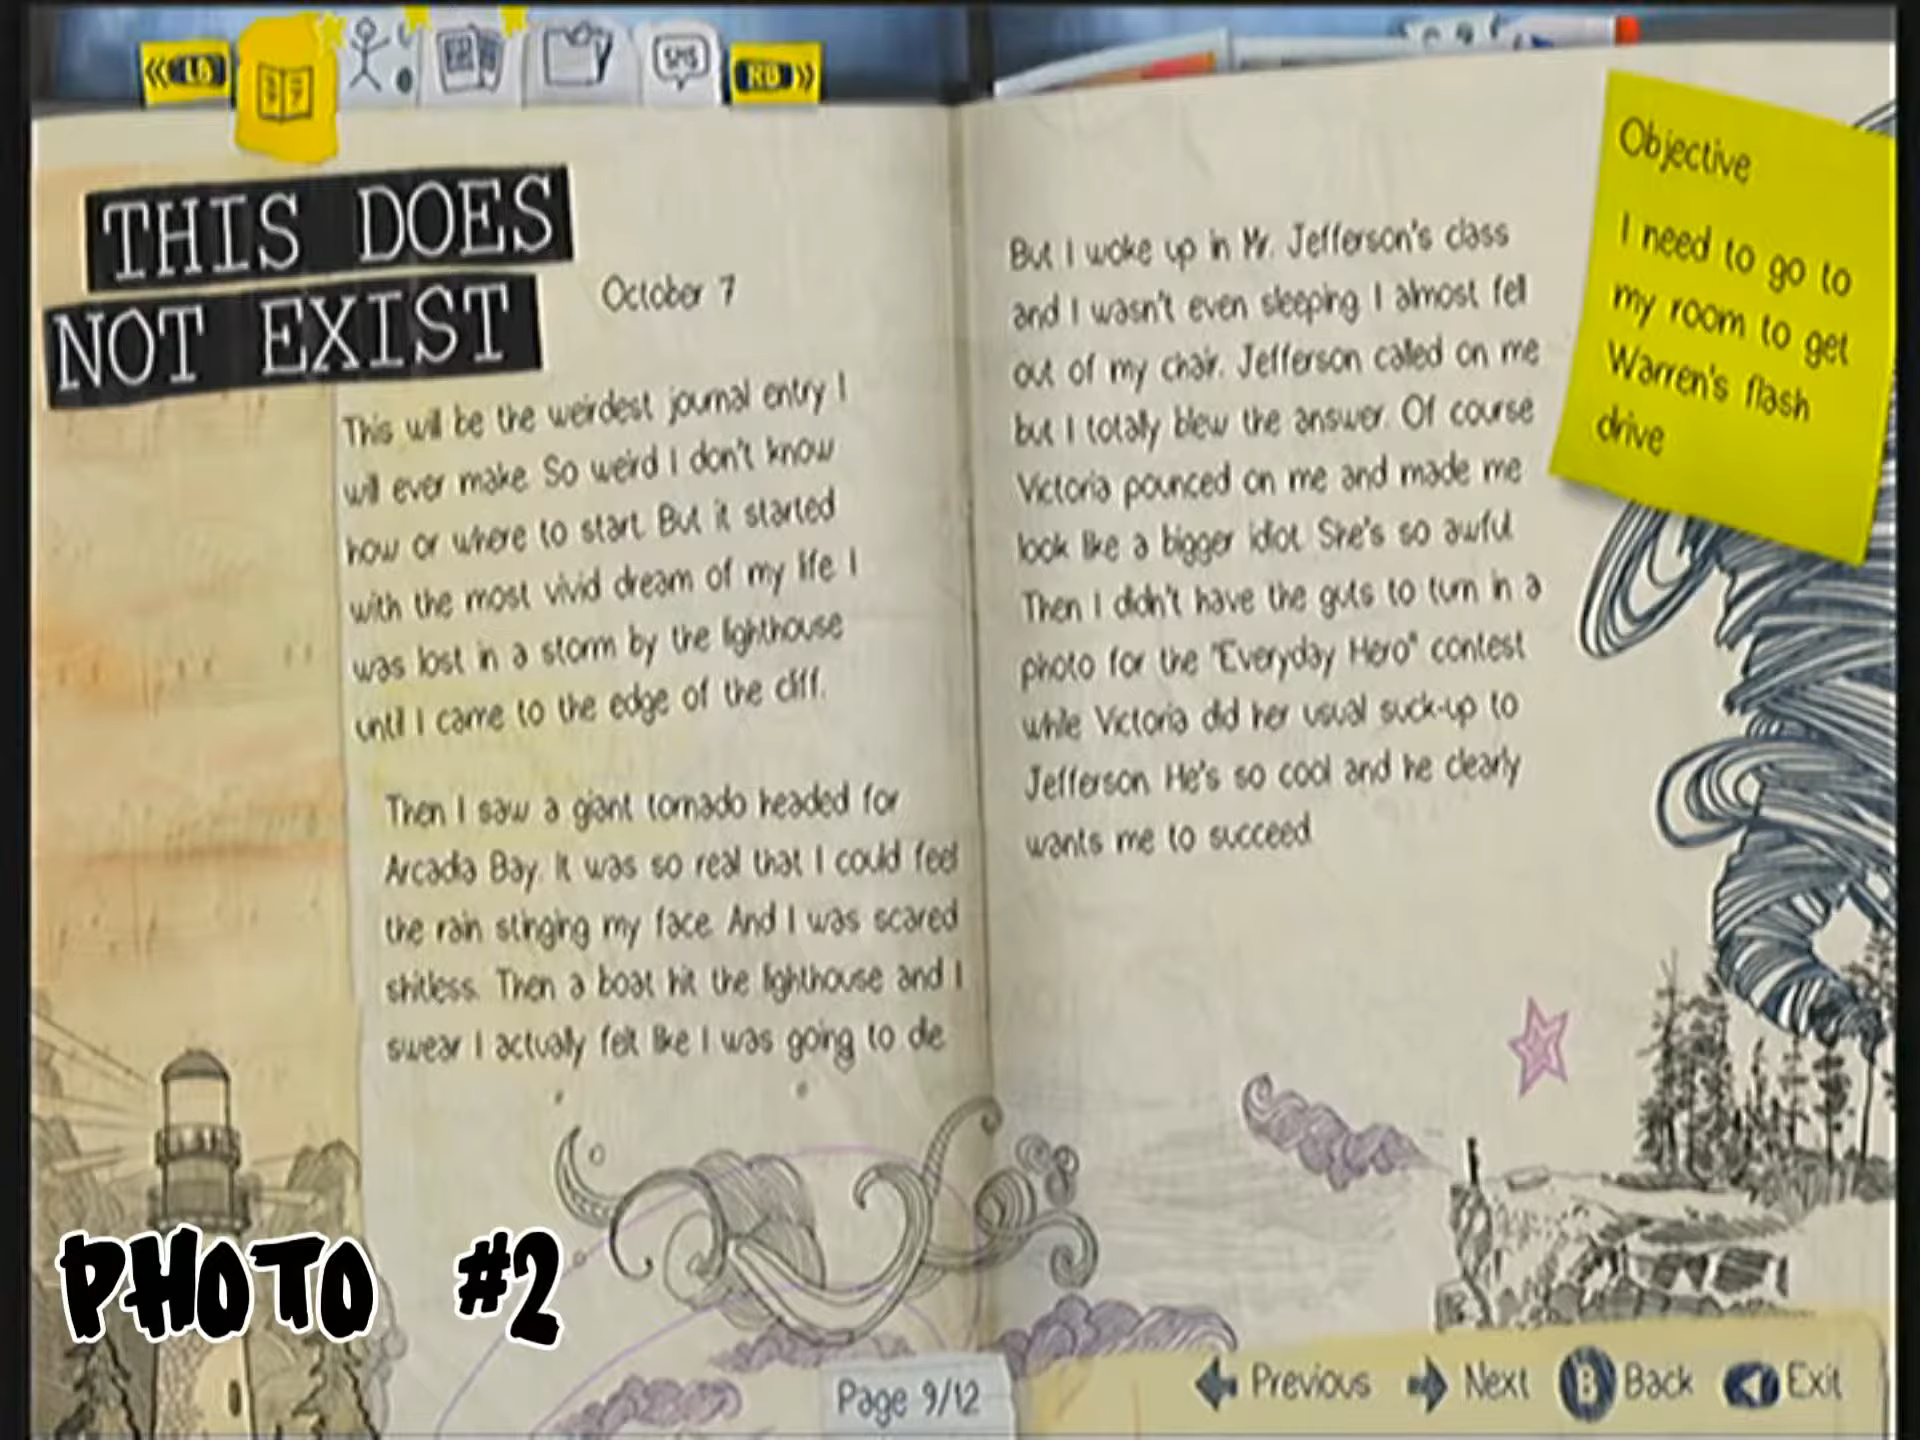 LB
SMS
RB
THIS DOES
NOT EXIST
October 7
This will be the weirdest journal entry I
will ever make. So weird I don't know
how or where to start. But it started
with the most vivid dream of my life. I
was lost in a storm by the lighthouse
until I came to the edge of the cliff.
Then I saw a giant tornado headed for
Arcadia Bay. It was so real that I could feel
the rain stinging my face. And I was scared
shitless. Then a boat hit the lighthouse and I
swear I actually felt like I was going to die.
But I woke up in Mr. Jefferson's class
and I wasn't even sleeping. I almost fell
out of my chair. Jefferson called on me
but I totally blew the answer. Of course
Victoria pounced on me and made me
look like a bigger idiot. She's so awful.
Then I didn't have the guts to turn in a
photo for the "Everyday Hero" contest
while Victoria did her usual suck-up to
Jefferson. He's so cool and he clearly
wants me to succeed.
Objective
I need to go to
my room to get
Warren's flash
drive
PHOTO #2
Page 9/12
Previous Next B Back Exit